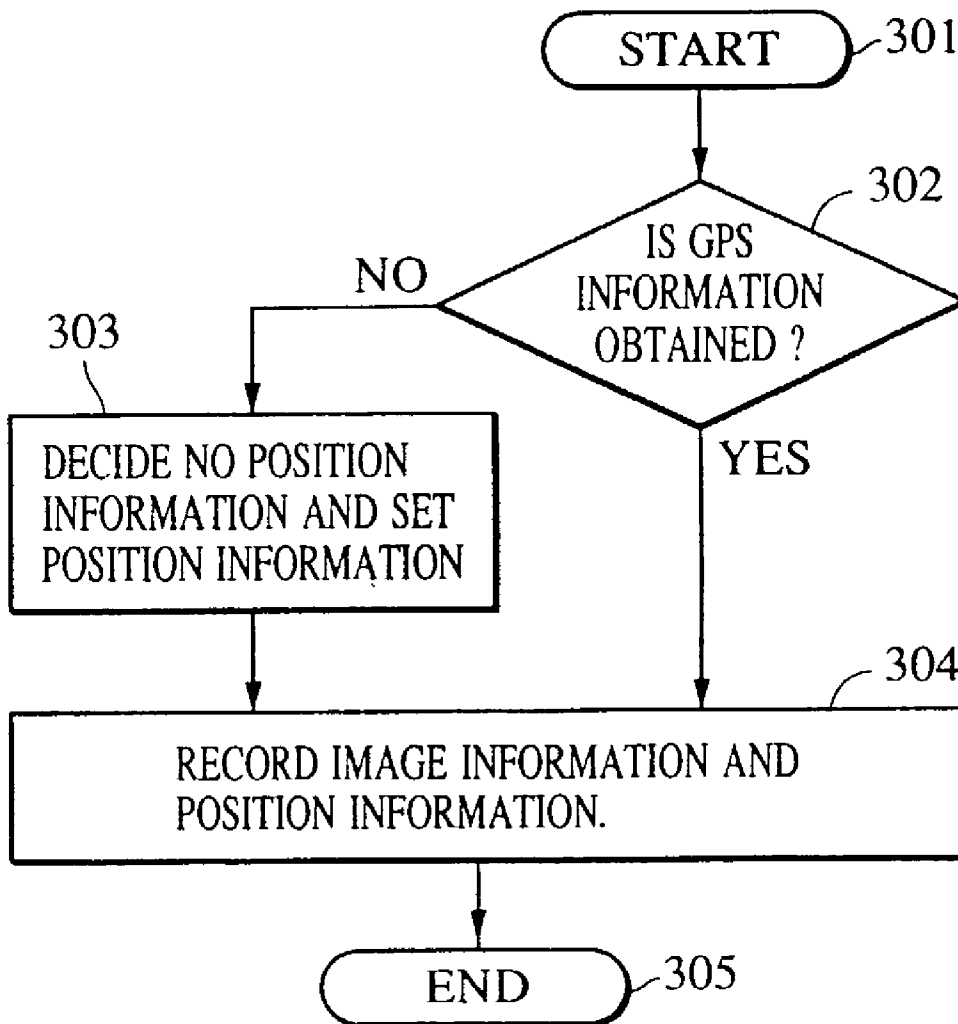 START
301
302
IS GPS
INFORMATION
OBTAINED ?
NO
303
YES
DECIDE NO POSITION
INFORMATION AND SET
POSITION INFORMATION
304
RECORD IMAGE INFORMATION AND
POSITION INFORMATION.
END
305